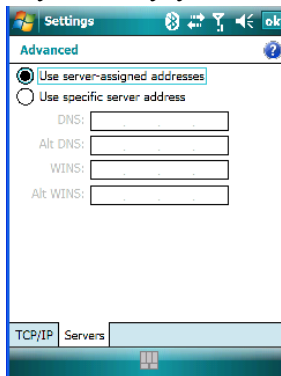 Settings ok
Advanced ?
Use server-assigned addresses
Use specific server address
DNS:
Alt DNS:
WINS:
Alt WINS:
TCP/IP Servers